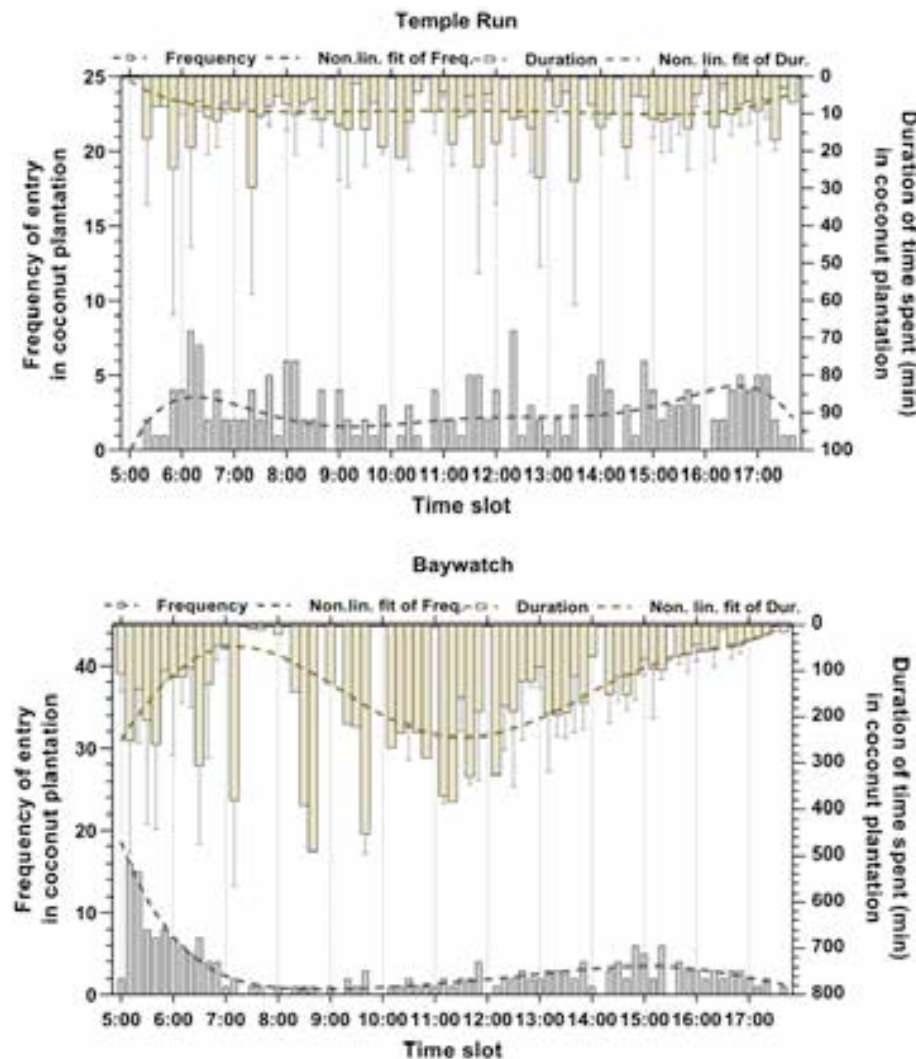 Temple Run
Frequency Non.lin. fit of Freq. Duration Non. lin. fit of Dur.
Frequency of entry
in coconut plantation
25
20
15
10
5
0
0
10
20
30
40
50
60
70
80
90
100
Duration of time spent (min)
in coconut plantation
5:00 6:00 7:00 8:00 9:00 10:00 11:00 12:00 13:00 14:00 15:00 16:00 17:00
Time slot
Baywatch
Frequency Non.lin. fit of Freq. Duration Non. lin. fit of Dur.
Frequency of entry
in coconut plantation
40
30
20
10
0
0
100
200
300
400
500
600
700
800
Duration of time spent (min)
in coconut plantation
5:00 6:00 7:00 8:00 9:00 10:00 11:00 12:00 13:00 14:00 15:00 16:00 17:00
Time slot